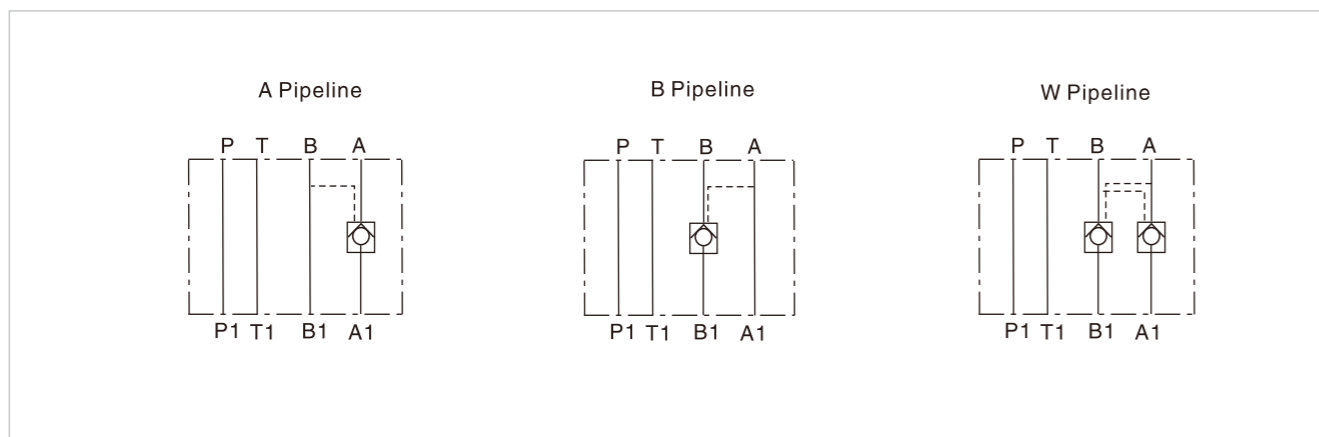 A Pipeline
P T B A
P1 T1 B1 A1
B Pipeline
P T B A
P1 T1 B1 A1
W Pipeline
P T B A
P1 T1 B1 A1